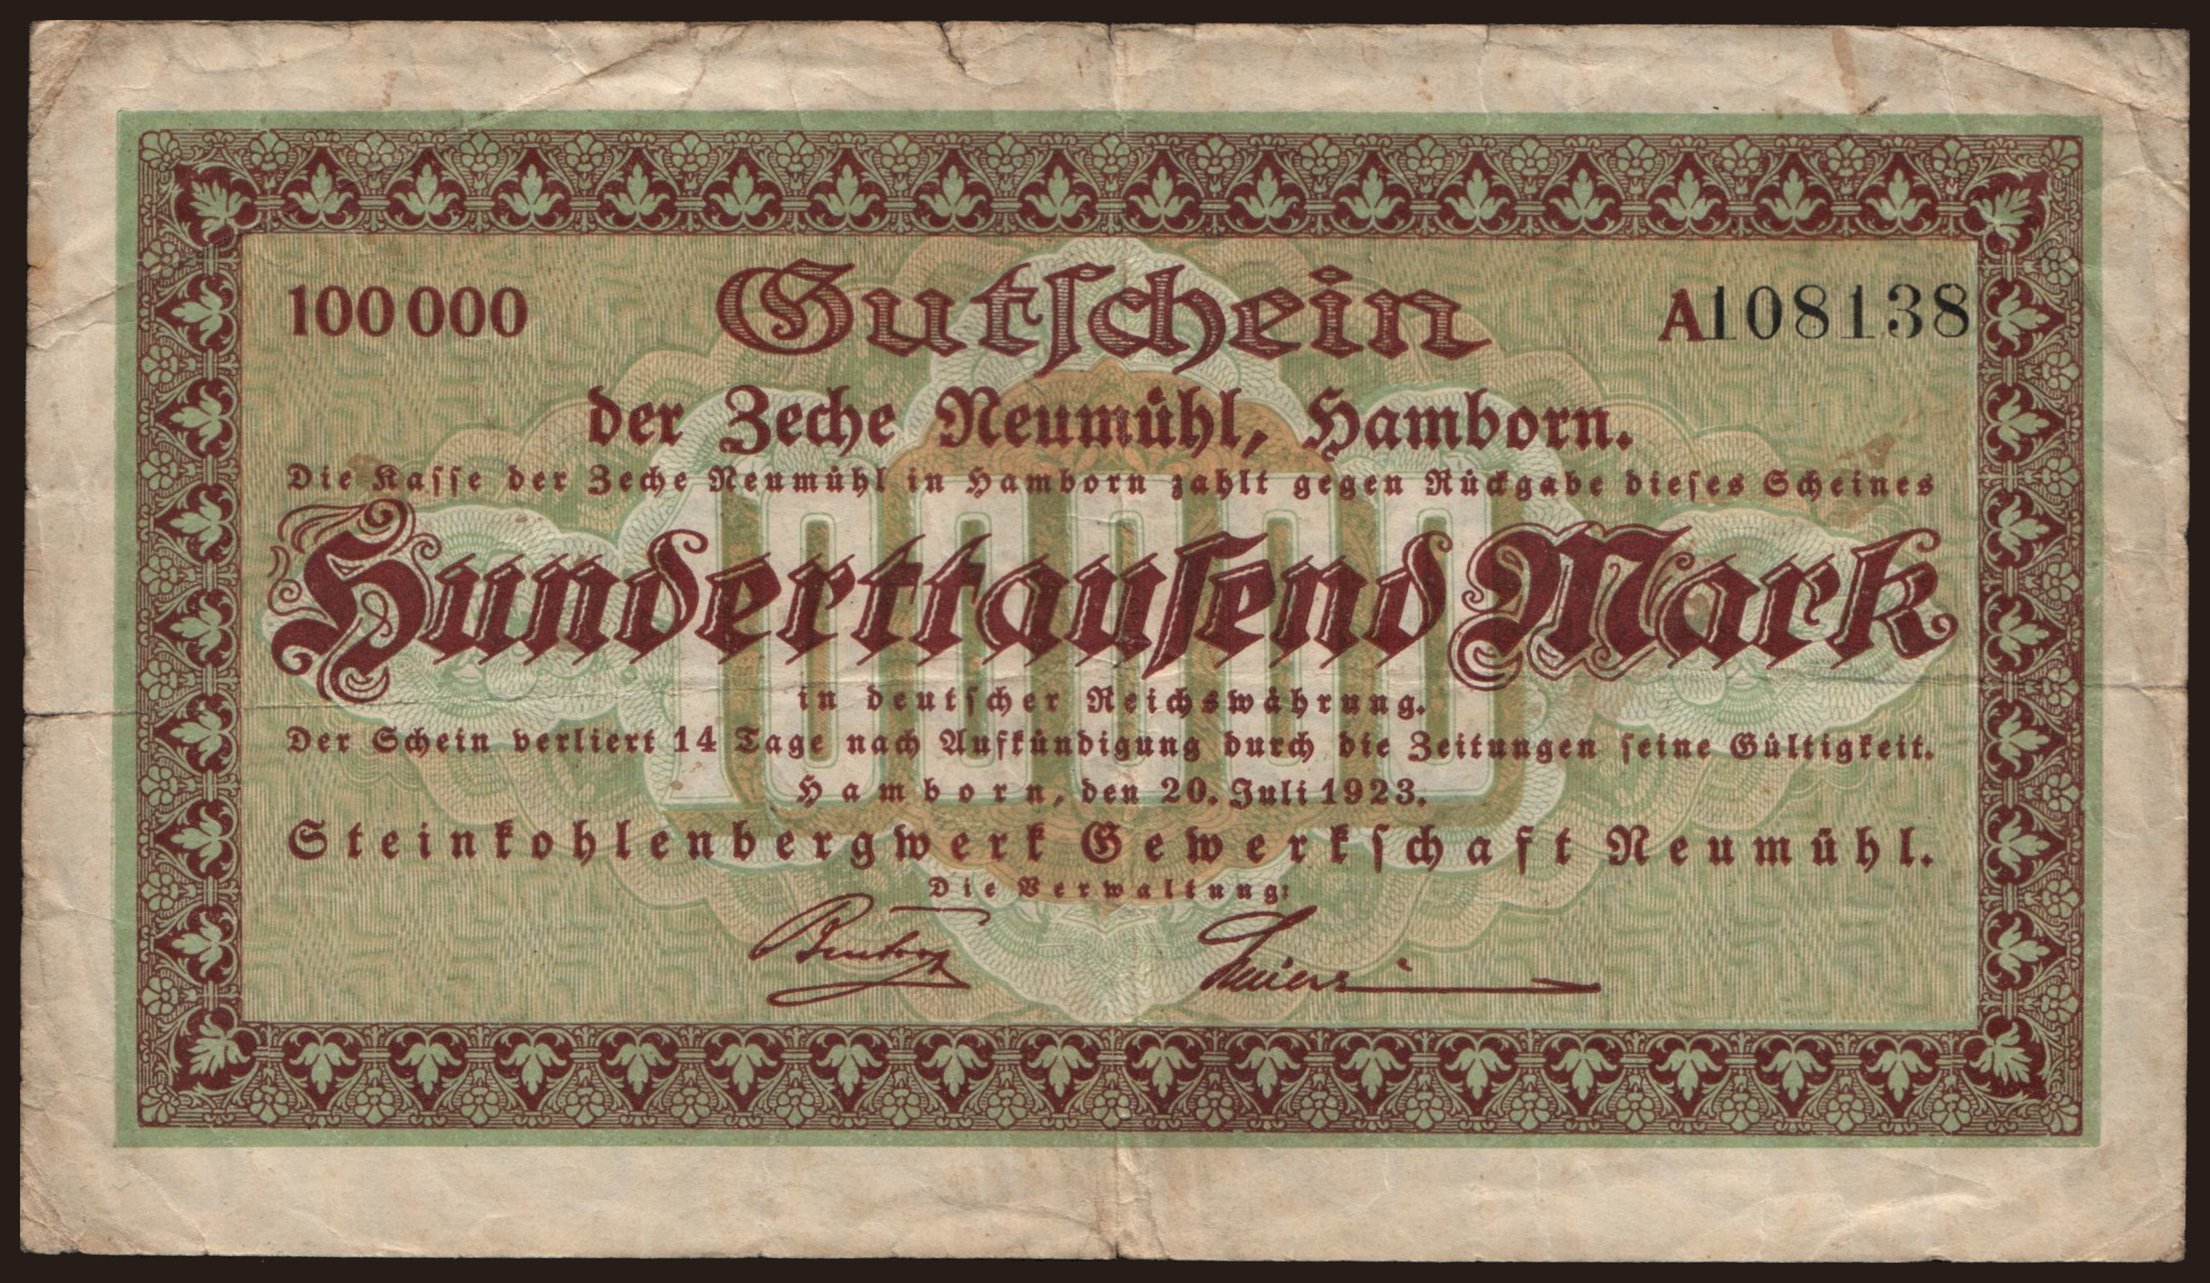 100 000 Gutschein A108138
der Zeche Neumühl, Hamborn.
Die Kasse der Zeche Neumühl in Hamborn zahlt gegen Rückgabe dieses Scheines
100000
Hunderttausend Mark
in deutscher Reichswährung.
Der Schein verliert 14 Tage nach Aufkündigung durch die Zeitungen seine Gültigkeit.
Hamborn, den 20. Juli 1923.
Steinkohlenbergwerk Gewerkschaft Neumühl.
Die Verwaltung: